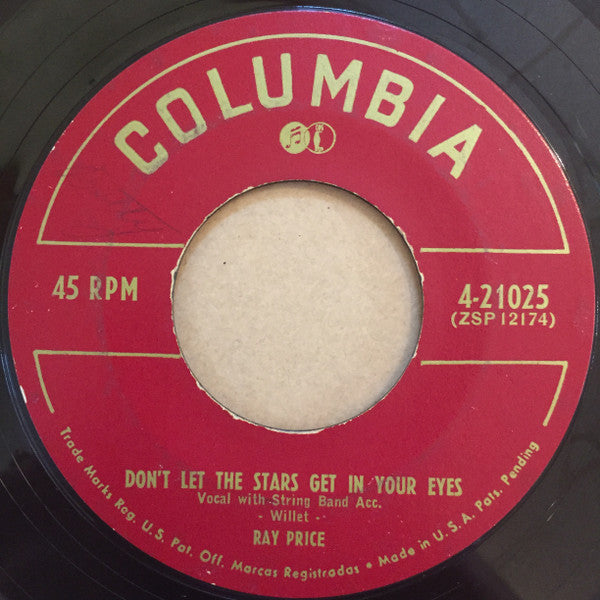 COLUMBIA
45 RPM
4-21025
(ZSP 12174)
DON'T LET THE STARS GET IN YOUR EYES
Vocal with String Band Acc.
- Willet -
RAY PRICE
Trade Marks Reg. U.S. Pat. Off. Marcas Registradas • Made in U.S.A. Pats. Pending